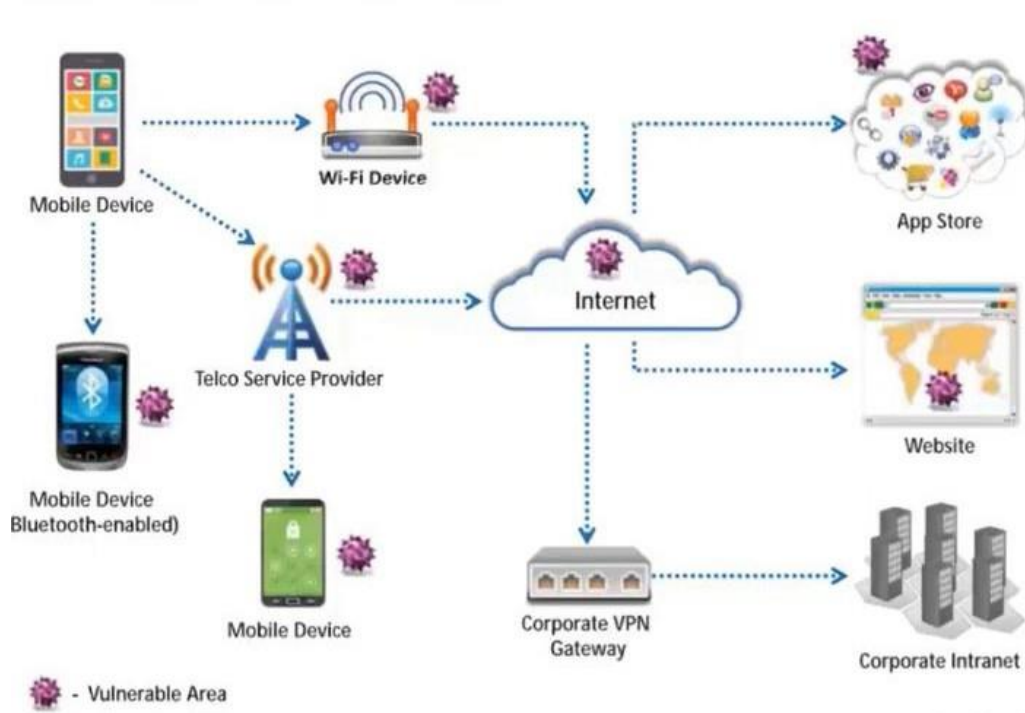 Mobile Device
Wi-Fi Device
App Store
Internet
Telco Service Provider
Website
Mobile Device
Bluetooth-enabled)
Mobile Device
Corporate VPN
Gateway
Corporate Intranet
- Vulnerable Area